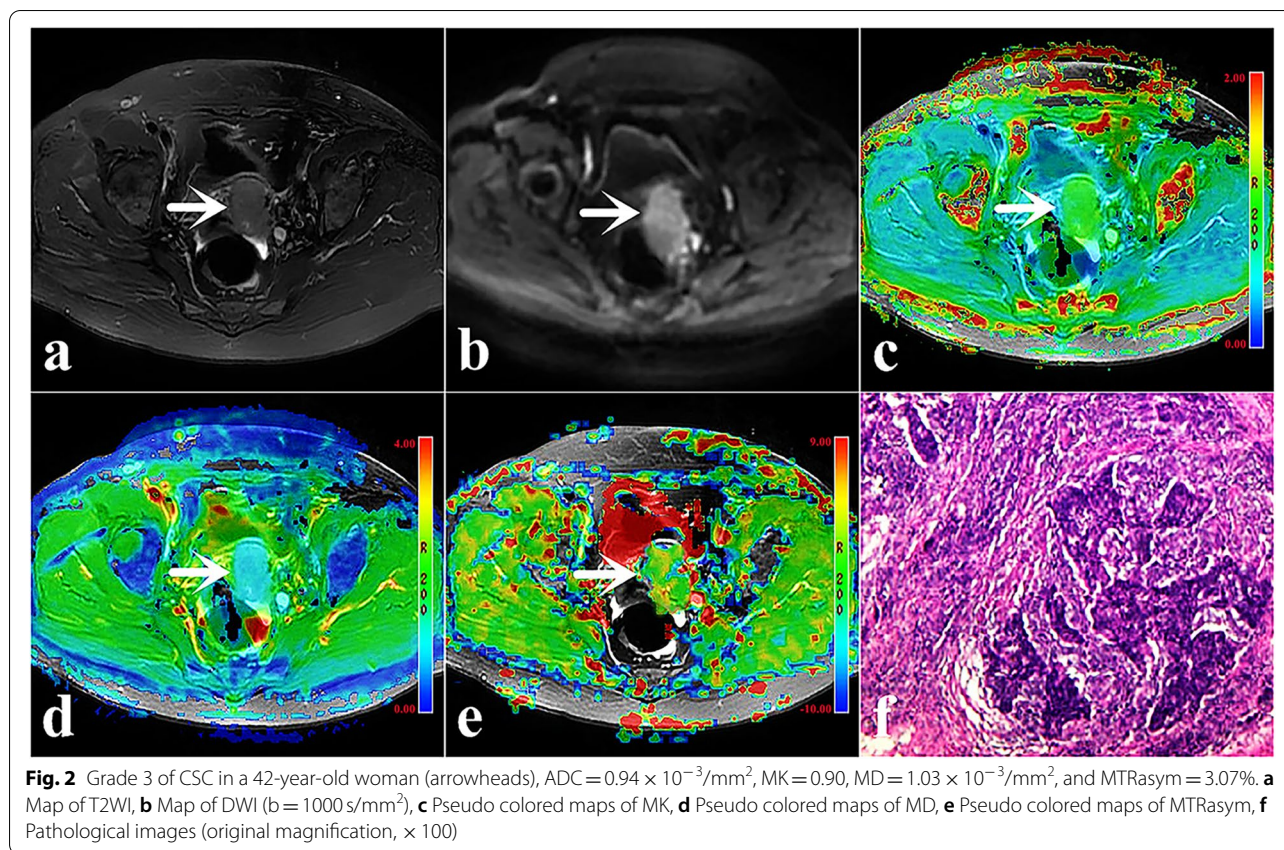 a
b
2.00
R
200
0.00
c
4.00
R
200
0.00
d
9.00
R
200
-10.00
e
f
Fig. 2 Grade 3 of CSC in a 42-year-old woman (arrowheads), ADC = 0.94 × 10⁻³/mm², MK = 0.90, MD = 1.03 × 10⁻³/mm², and MTRasym = 3.07%. a
Map of T2WI, b Map of DWI (b = 1000 s/mm²), c Pseudo colored maps of MK, d Pseudo colored maps of MD, e Pseudo colored maps of MTRasym, f
Pathological images (original magnification, × 100)